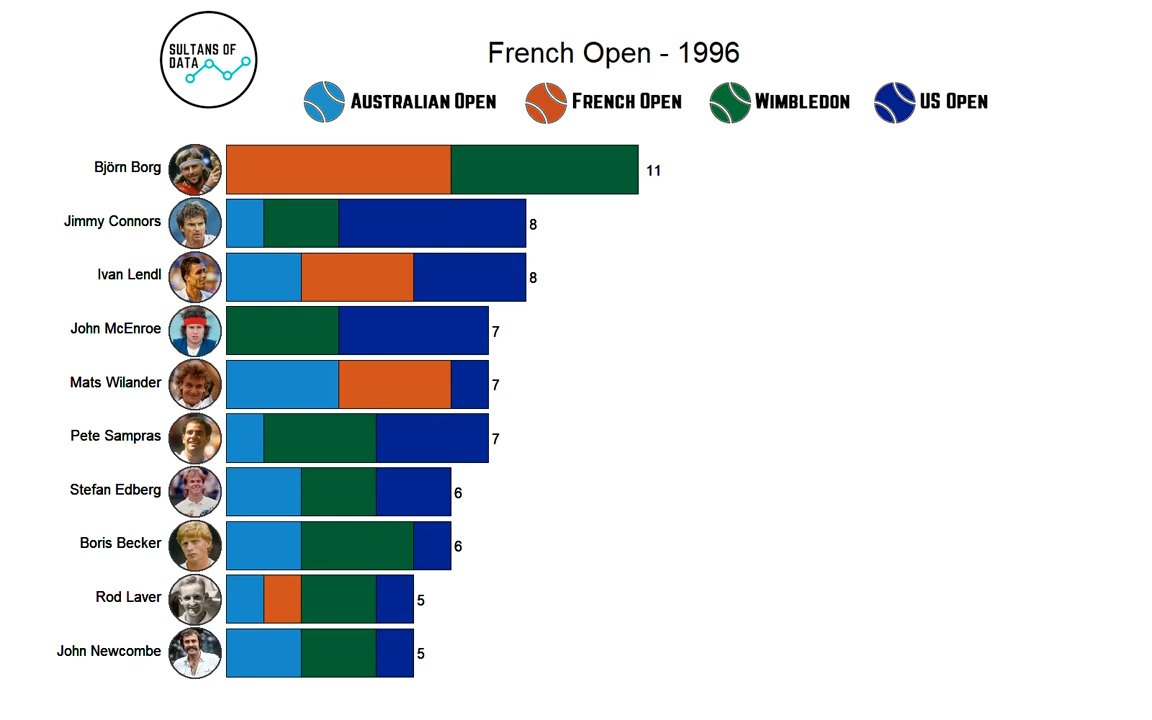 SULTANS OF
DATA
French Open - 1996
AUSTRALIAN OPEN
FRENCH OPEN
WIMBLEDON
US OPEN
Björn Borg 11
Jimmy Connors 8
Ivan Lendl 8
John McEnroe 7
Mats Wilander 7
Pete Sampras 7
Stefan Edberg 6
Boris Becker 6
Rod Laver 5
John Newcombe 5